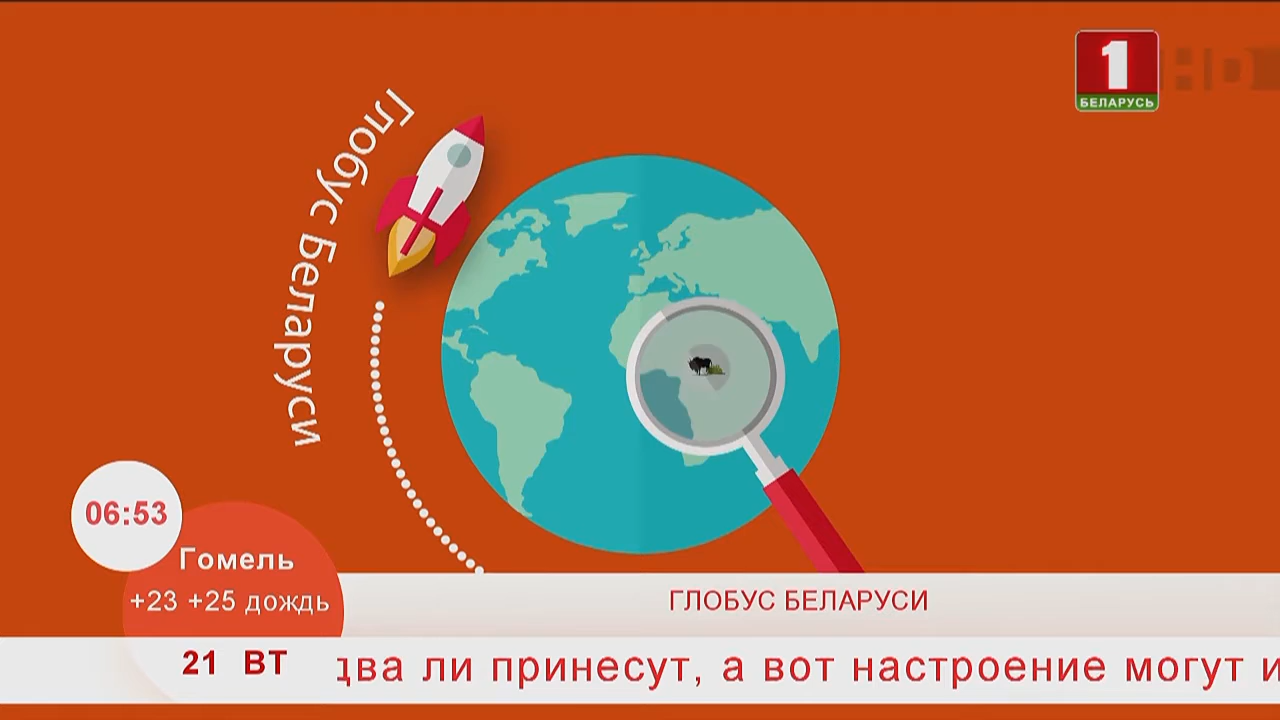 1
БЕЛАРУСЬ
HD
Глобус Беларуси
06:53
Гомель
+23 +25 дождь
ГЛОБУС БЕЛАРУСИ
21 ВТ
ли принесут, а вот настроение могут